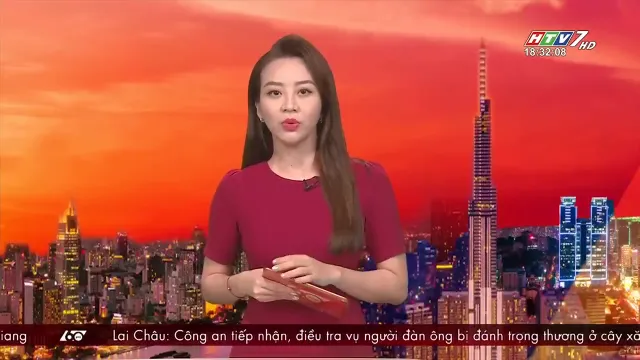 HTV7 HD
18:32:08
iang 60 Lai Châu: Công an tiếp nhận, điều tra vụ người đàn ông bị đánh trọng thương ở cây xă